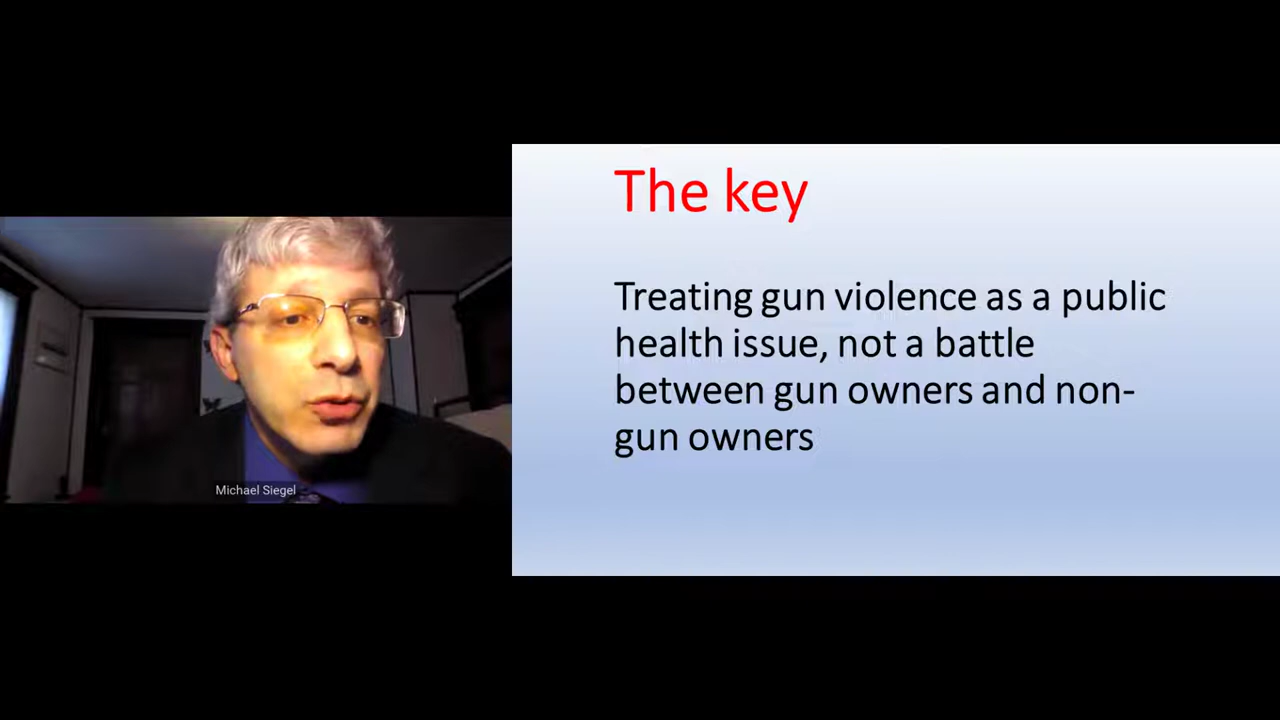 The key
Treating gun violence as a public
health issue, not a battle
between gun owners and non-
gun owners
Michael Siegel